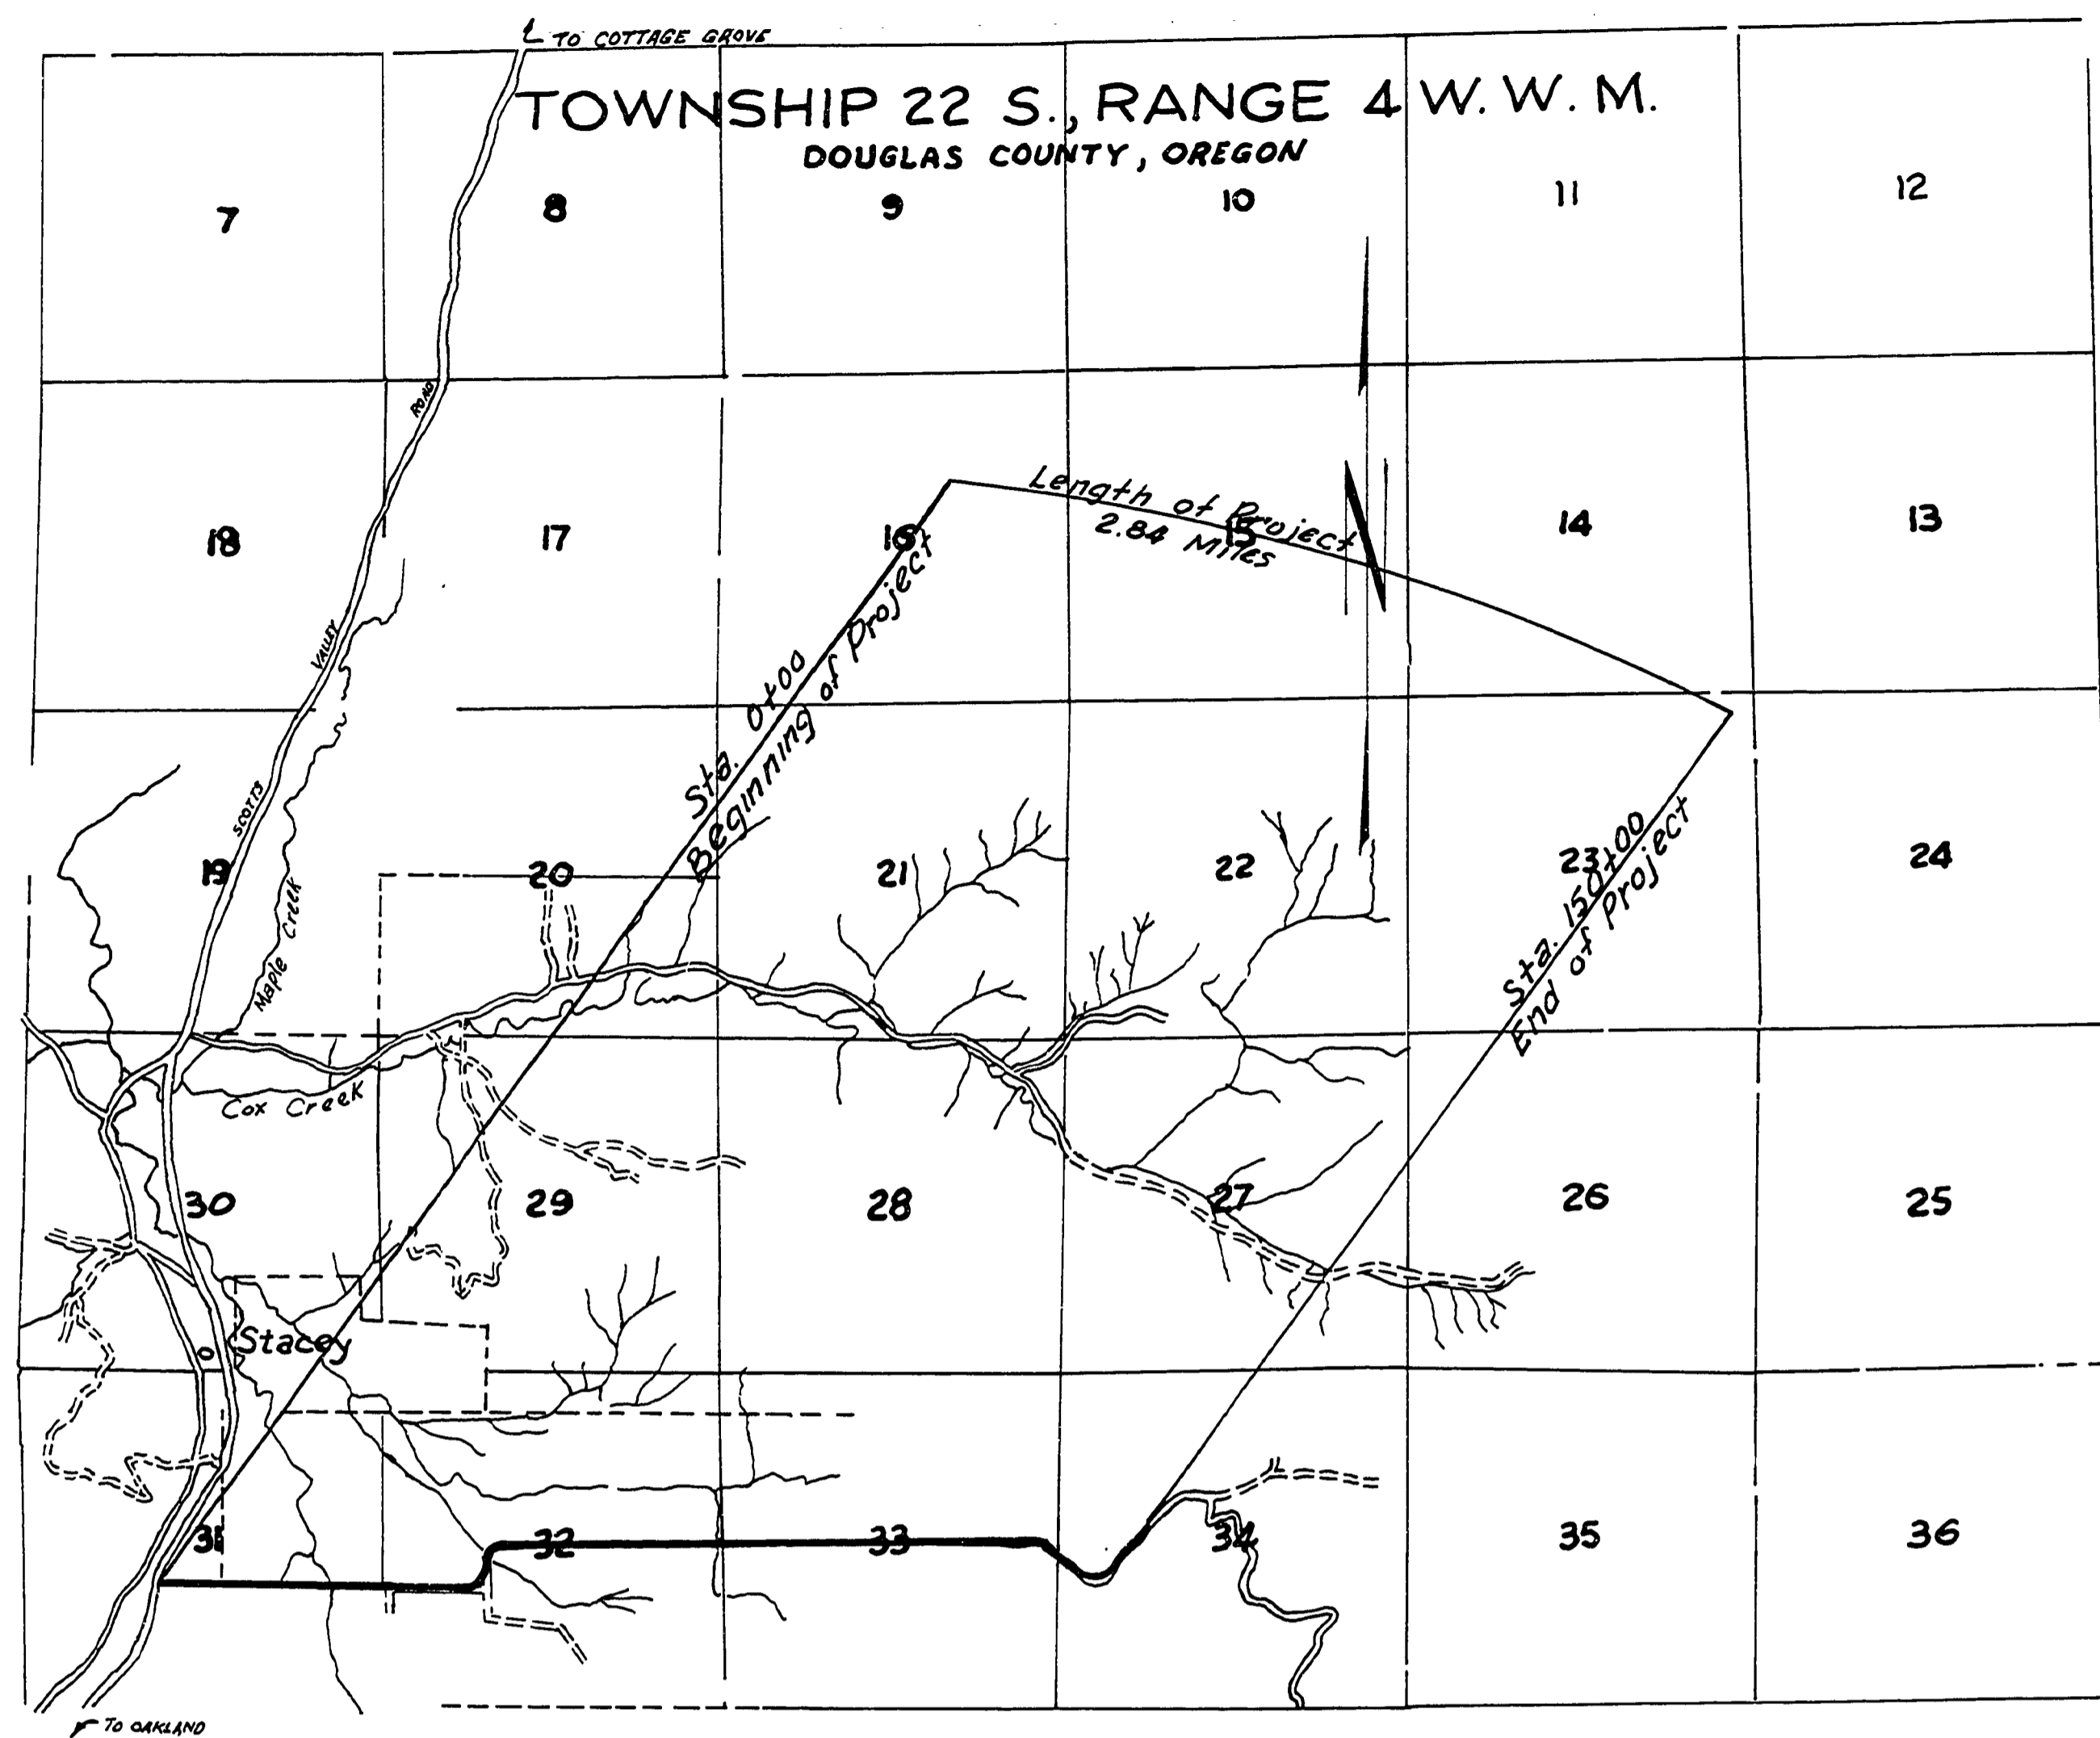 TO COTTAGE GROVE
TOWNSHIP 22 S., RANGE 4 W. W. M.
DOUGLAS COUNTY, OREGON
7
8
9
10
11
12
ROAD
18
17
16
15
14
13
Length of Project
2.84 Miles
N
VALLEY
SCOTTS
Maple Creek
Sta. 0+00
Beginning of Project
19
20
21
22
23
24
Sta. 150+00
End of Project
Cox Creek
30
29
28
27
26
25
Stacey
31
32
33
34
35
36
TO OAKLAND